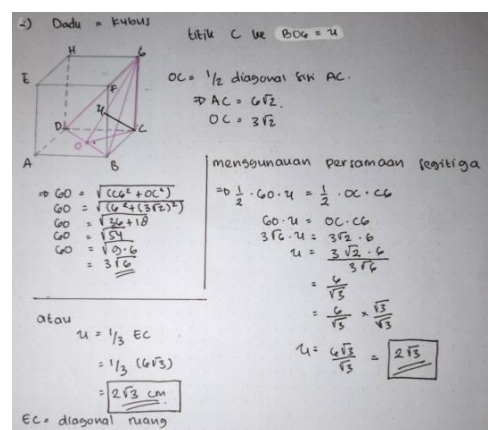 2) Dadu = kubus
titik C ke BDG = u
H
G
E
F
u
D
C
O
A
B
OC = 1/2 diagonal sisi AC.
⇒ AC = 6√2.
OC = 3√2
⇒ GO = √(CG² + OC²)
GO = √(6² + (3√2)²)
GO = √36 + 18
GO = √54
GO = √9·6
= 3√6
atau
u = 1/3 EC
= 1/3 (6√3)
= 2√3 cm
EC = diagonal ruang
menggunakan persamaan segitiga
⇒ 1/2 · GO · u = 1/2 · OC · CG
GO · u = OC · CG
3√6 · u = 3√2 · 6
u = 3√2 · 6 / 3√6
= 6/√3
= 6/√3 × √3/√3
u = 6√3/√3 = 2√3